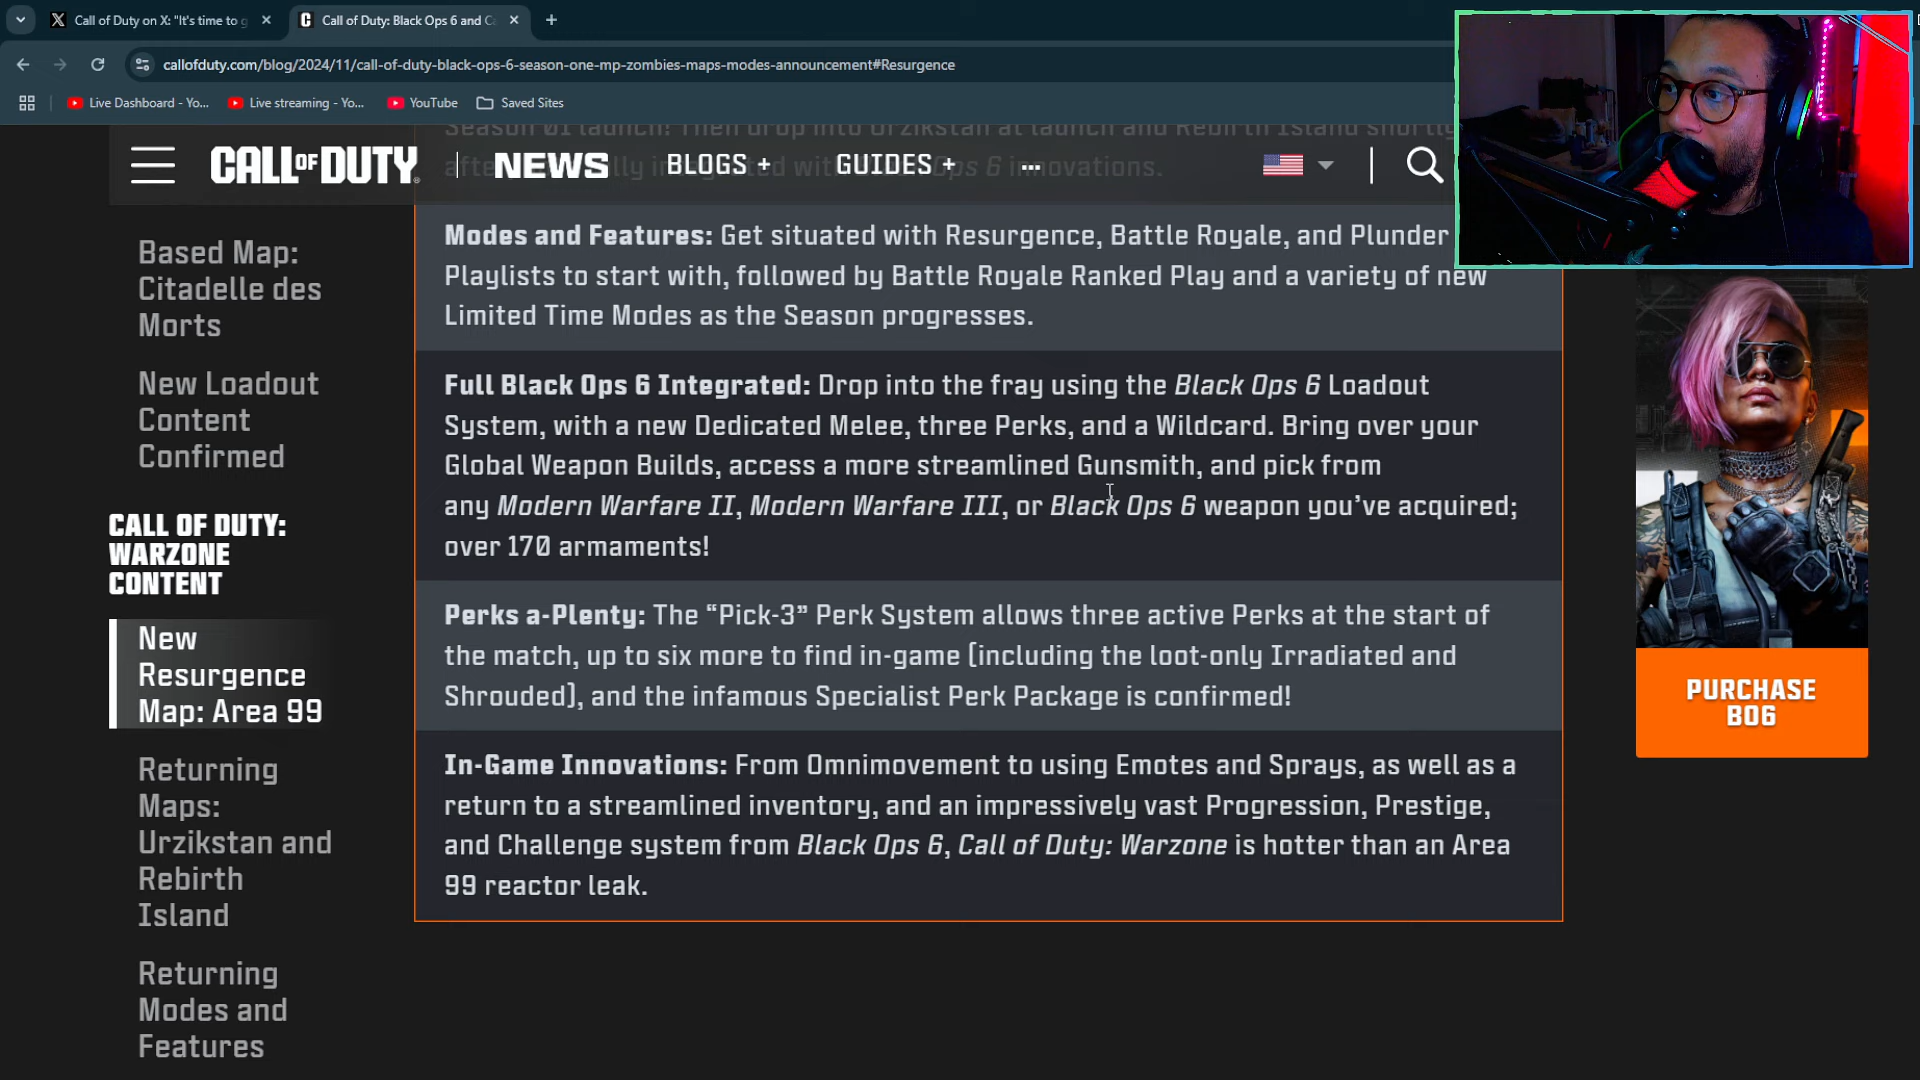 Call of Duty on X: "It's time to g
Call of Duty: Black Ops 6 and C
callofduty.com/blog/2024/11/call-of-duty-black-ops-6-season-one-mp-zombies-maps-modes-announcement#Resurgence
Live Dashboard - Yo...
Live streaming - Yo...
YouTube
Saved Sites
Season 01 launch! Then drop into Urzikstan at launch and Rebirth Island shortly
innovations.
CALL OF DUTY
NEWS
BLOGS +
GUIDES +
...
Based Map:
Citadelle des
Morts
New Loadout
Content
Confirmed
CALL OF DUTY:
WARZONE
CONTENT
New
Resurgence
Map: Area 99
Returning
Maps:
Urzikstan and
Rebirth
Island
Returning
Modes and
Features
Modes and Features: Get situated with Resurgence, Battle Royale, and Plunder
Playlists to start with, followed by Battle Royale Ranked Play and a variety of new
Limited Time Modes as the Season progresses.
Full Black Ops 6 Integrated: Drop into the fray using the Black Ops 6 Loadout
System, with a new Dedicated Melee, three Perks, and a Wildcard. Bring over your
Global Weapon Builds, access a more streamlined Gunsmith, and pick from
any Modern Warfare II, Modern Warfare III, or Black Ops 6 weapon you've acquired;
over 170 armaments!
Perks a-Plenty: The “Pick-3” Perk System allows three active Perks at the start of
the match, up to six more to find in-game [including the loot-only Irradiated and
Shrouded], and the infamous Specialist Perk Package is confirmed!
In-Game Innovations: From Omnimovement to using Emotes and Sprays, as well as a
return to a streamlined inventory, and an impressively vast Progression, Prestige,
and Challenge system from Black Ops 6, Call of Duty: Warzone is hotter than an Area
99 reactor leak.
PURCHASE
BO6